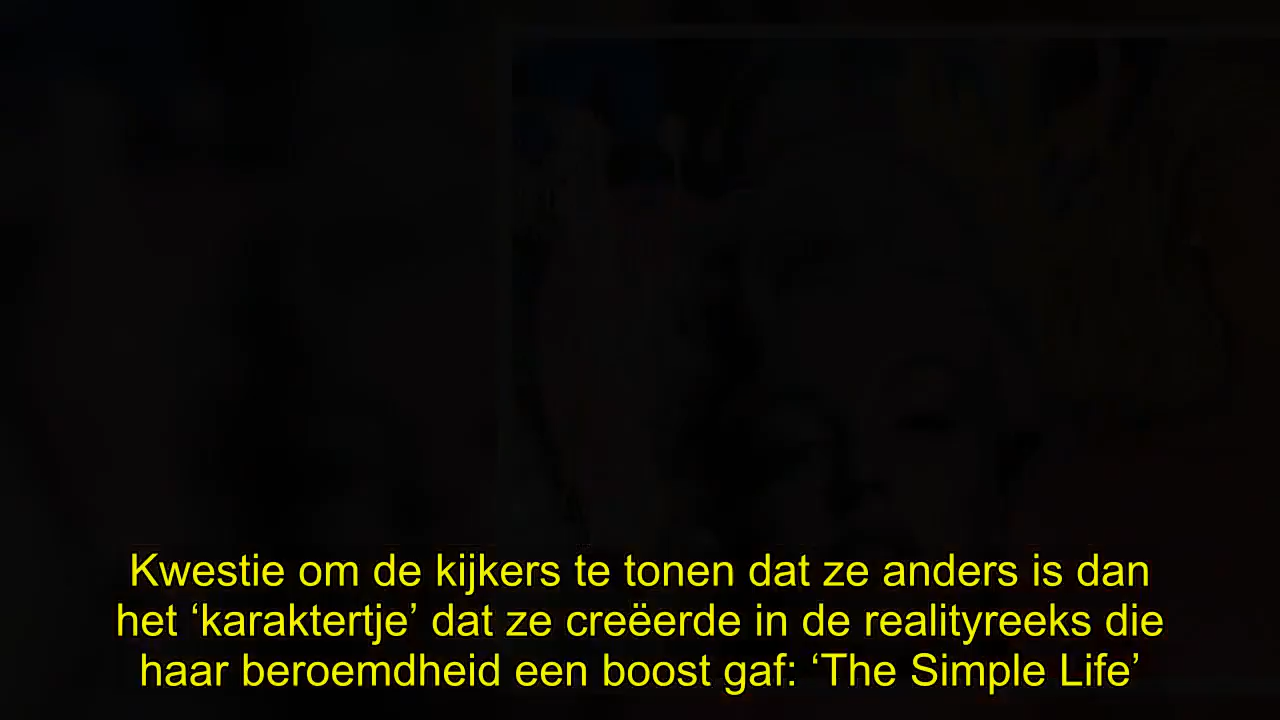 Kwestie om de kijkers te tonen dat ze anders is dan
het ‘karaktertje’ dat ze creëerde in de realityreeks die
haar beroemdheid een boost gaf: ‘The Simple Life’